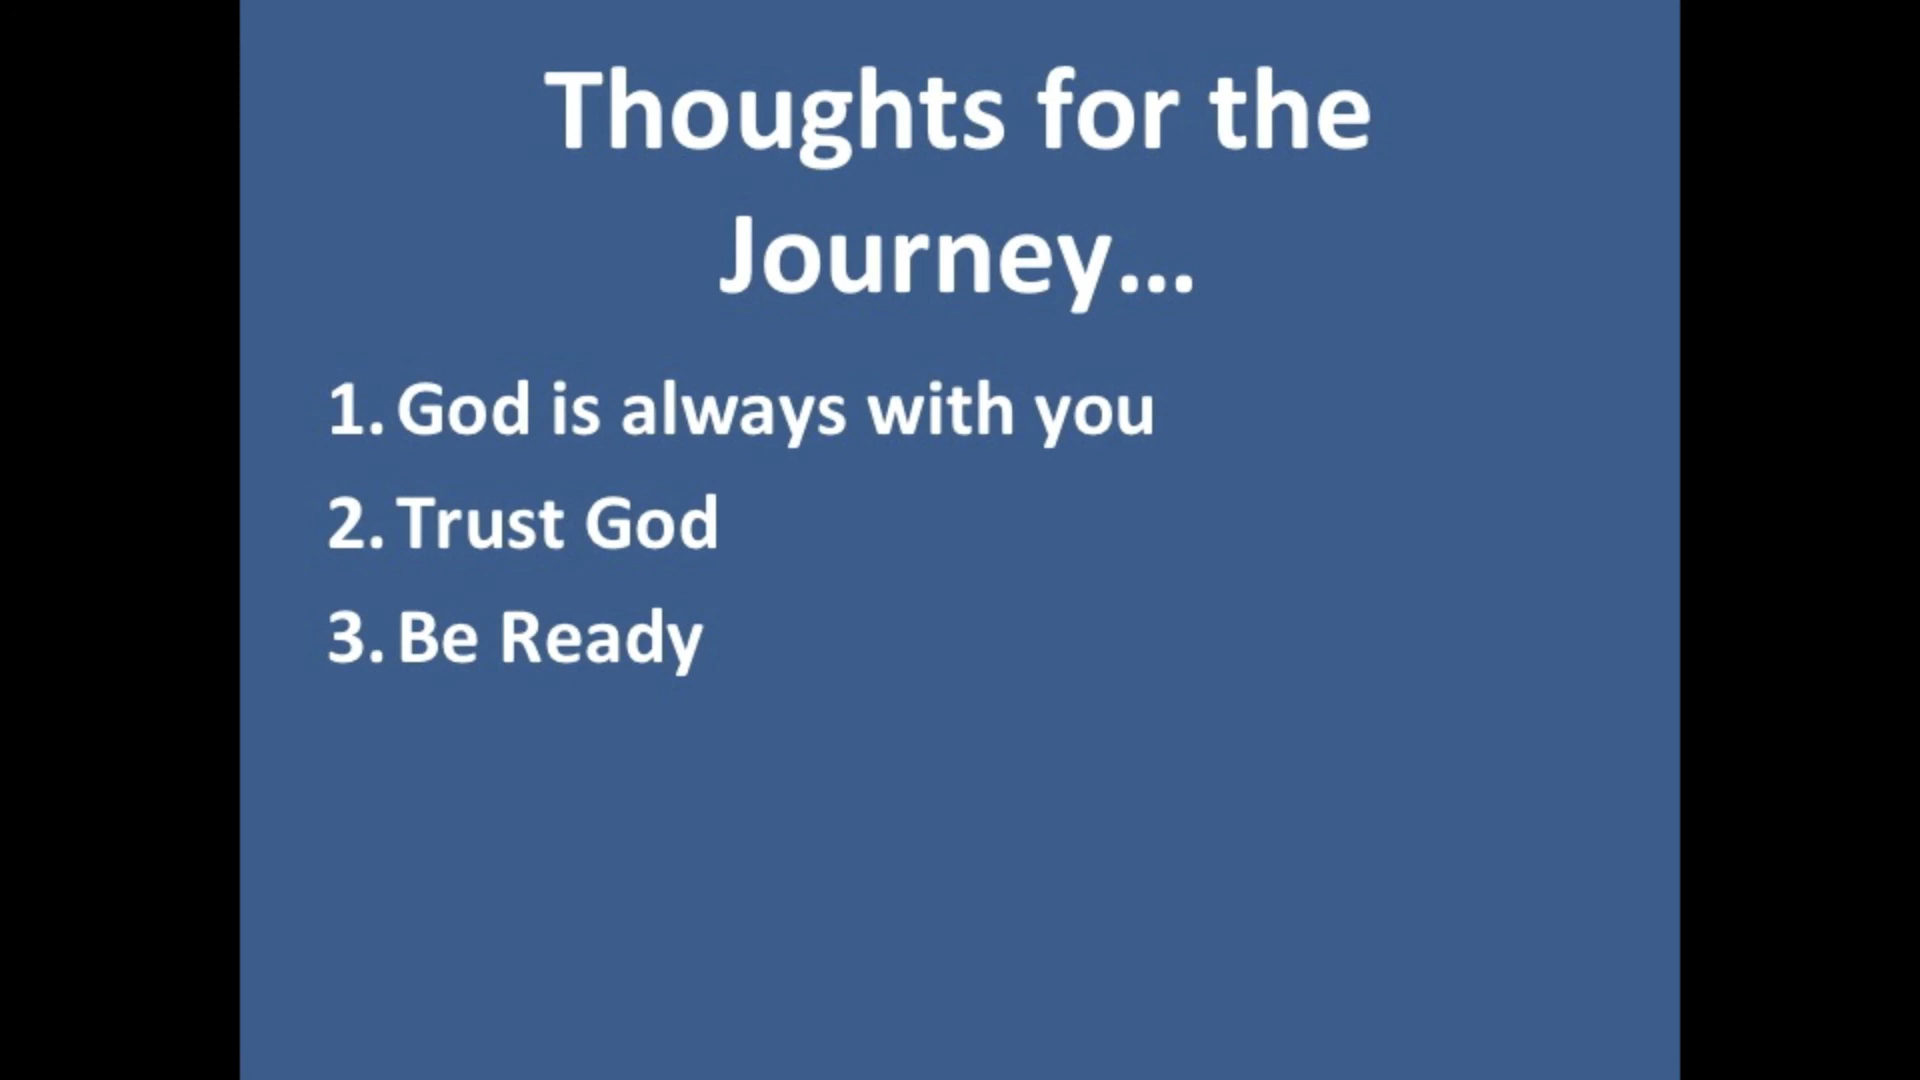 Thoughts for the
Journey...
1. God is always with you
2. Trust God
3. Be Ready